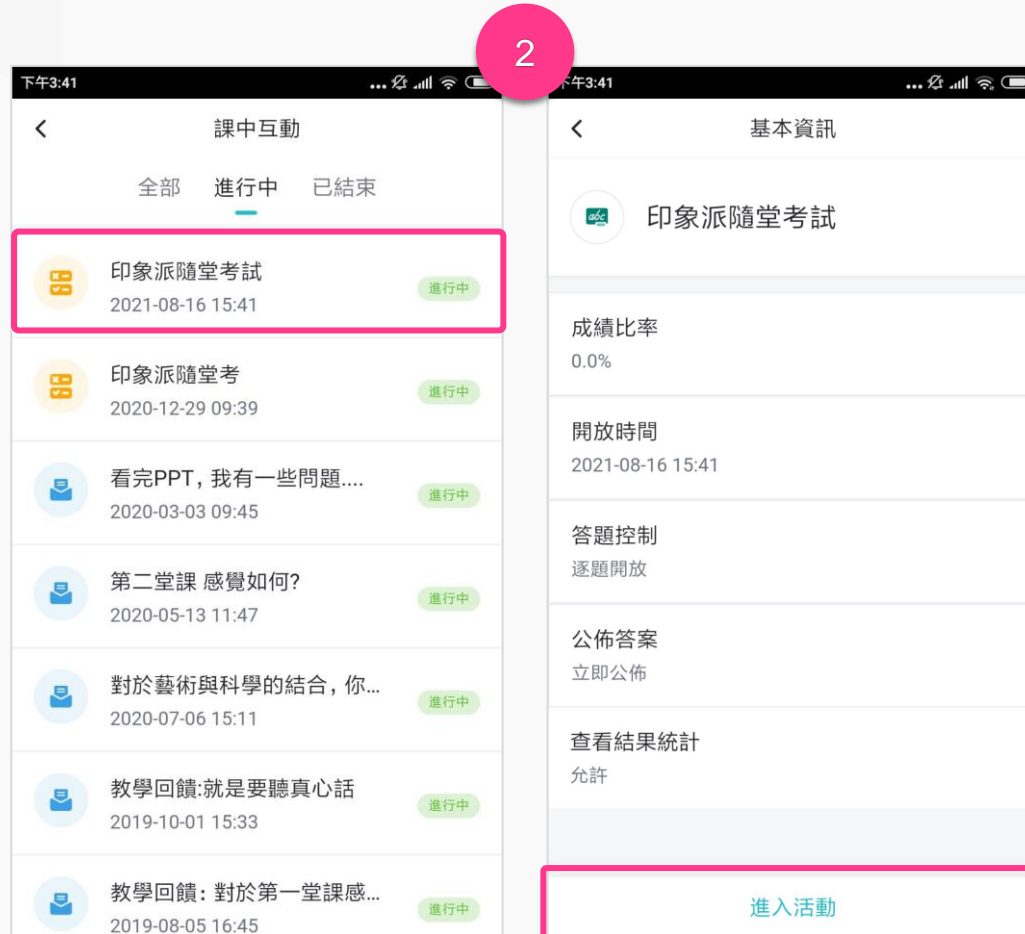 2
下午3:41
課中互動
全部 進行中 已結束
印象派隨堂考試
2021-08-16 15:41
進行中
印象派隨堂考
2020-12-29 09:39
進行中
看完PPT，我有一些問題....
2020-03-03 09:45
進行中
第二堂課 感覺如何?
2020-05-13 11:47
進行中
對於藝術與科學的結合，你...
2020-07-06 15:11
進行中
教學回饋:就是要聽真心話
2019-10-01 15:33
進行中
教學回饋：對於第一堂課感...
2019-08-05 16:45
進行中
下午3:41
基本資訊
abc
印象派隨堂考試
成績比率
0.0%
開放時間
2021-08-16 15:41
答題控制
逐題開放
公佈答案
立即公佈
查看結果統計
允許
進入活動